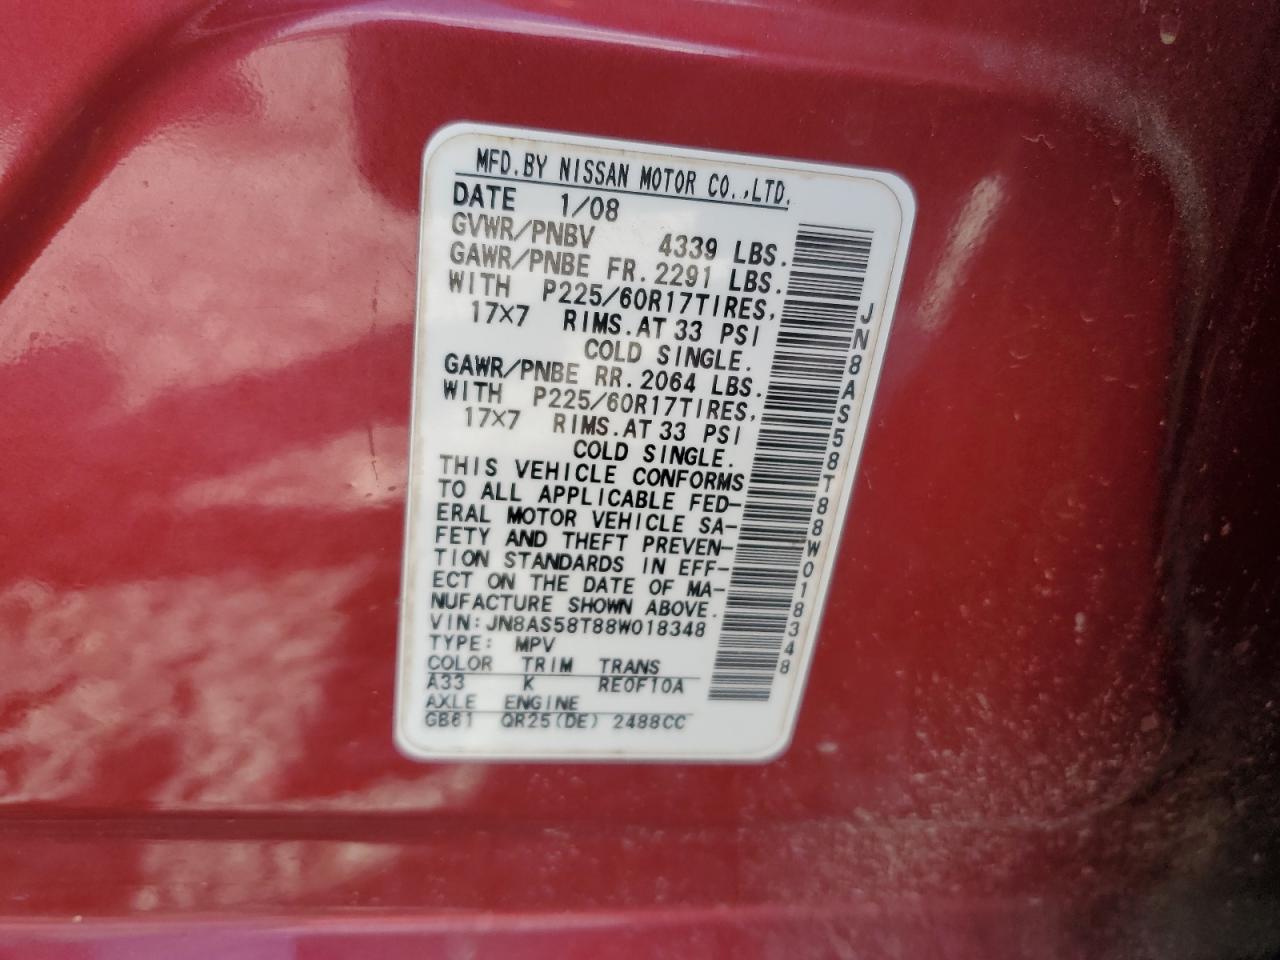 MFD.BY NISSAN MOTOR CO.,LTD.
DATE 1/08
GVWR/PNBV 4339 LBS.
GAWR/PNBE FR. 2291 LBS.
WITH P225/60R17TIRES,
17×7 RIMS.AT 33 PSI
COLD SINGLE.
GAWR/PNBE RR. 2064 LBS.
WITH P225/60R17TIRES,
17×7 RIMS.AT 33 PSI
COLD SINGLE.
THIS VEHICLE CONFORMS
TO ALL APPLICABLE FED-
ERAL MOTOR VEHICLE SA-
FETY AND THEFT PREVEN-
TION STANDARDS IN EFF-
ECT ON THE DATE OF MA-
NUFACTURE SHOWN ABOVE.
VIN:JN8AS58T88W018348
TYPE: MPV
COLOR TRIM TRANS
A33 K RE0F10A
AXLE ENGINE
GB61 QR25(DE) 2488CC
JN8AS58T88W018348